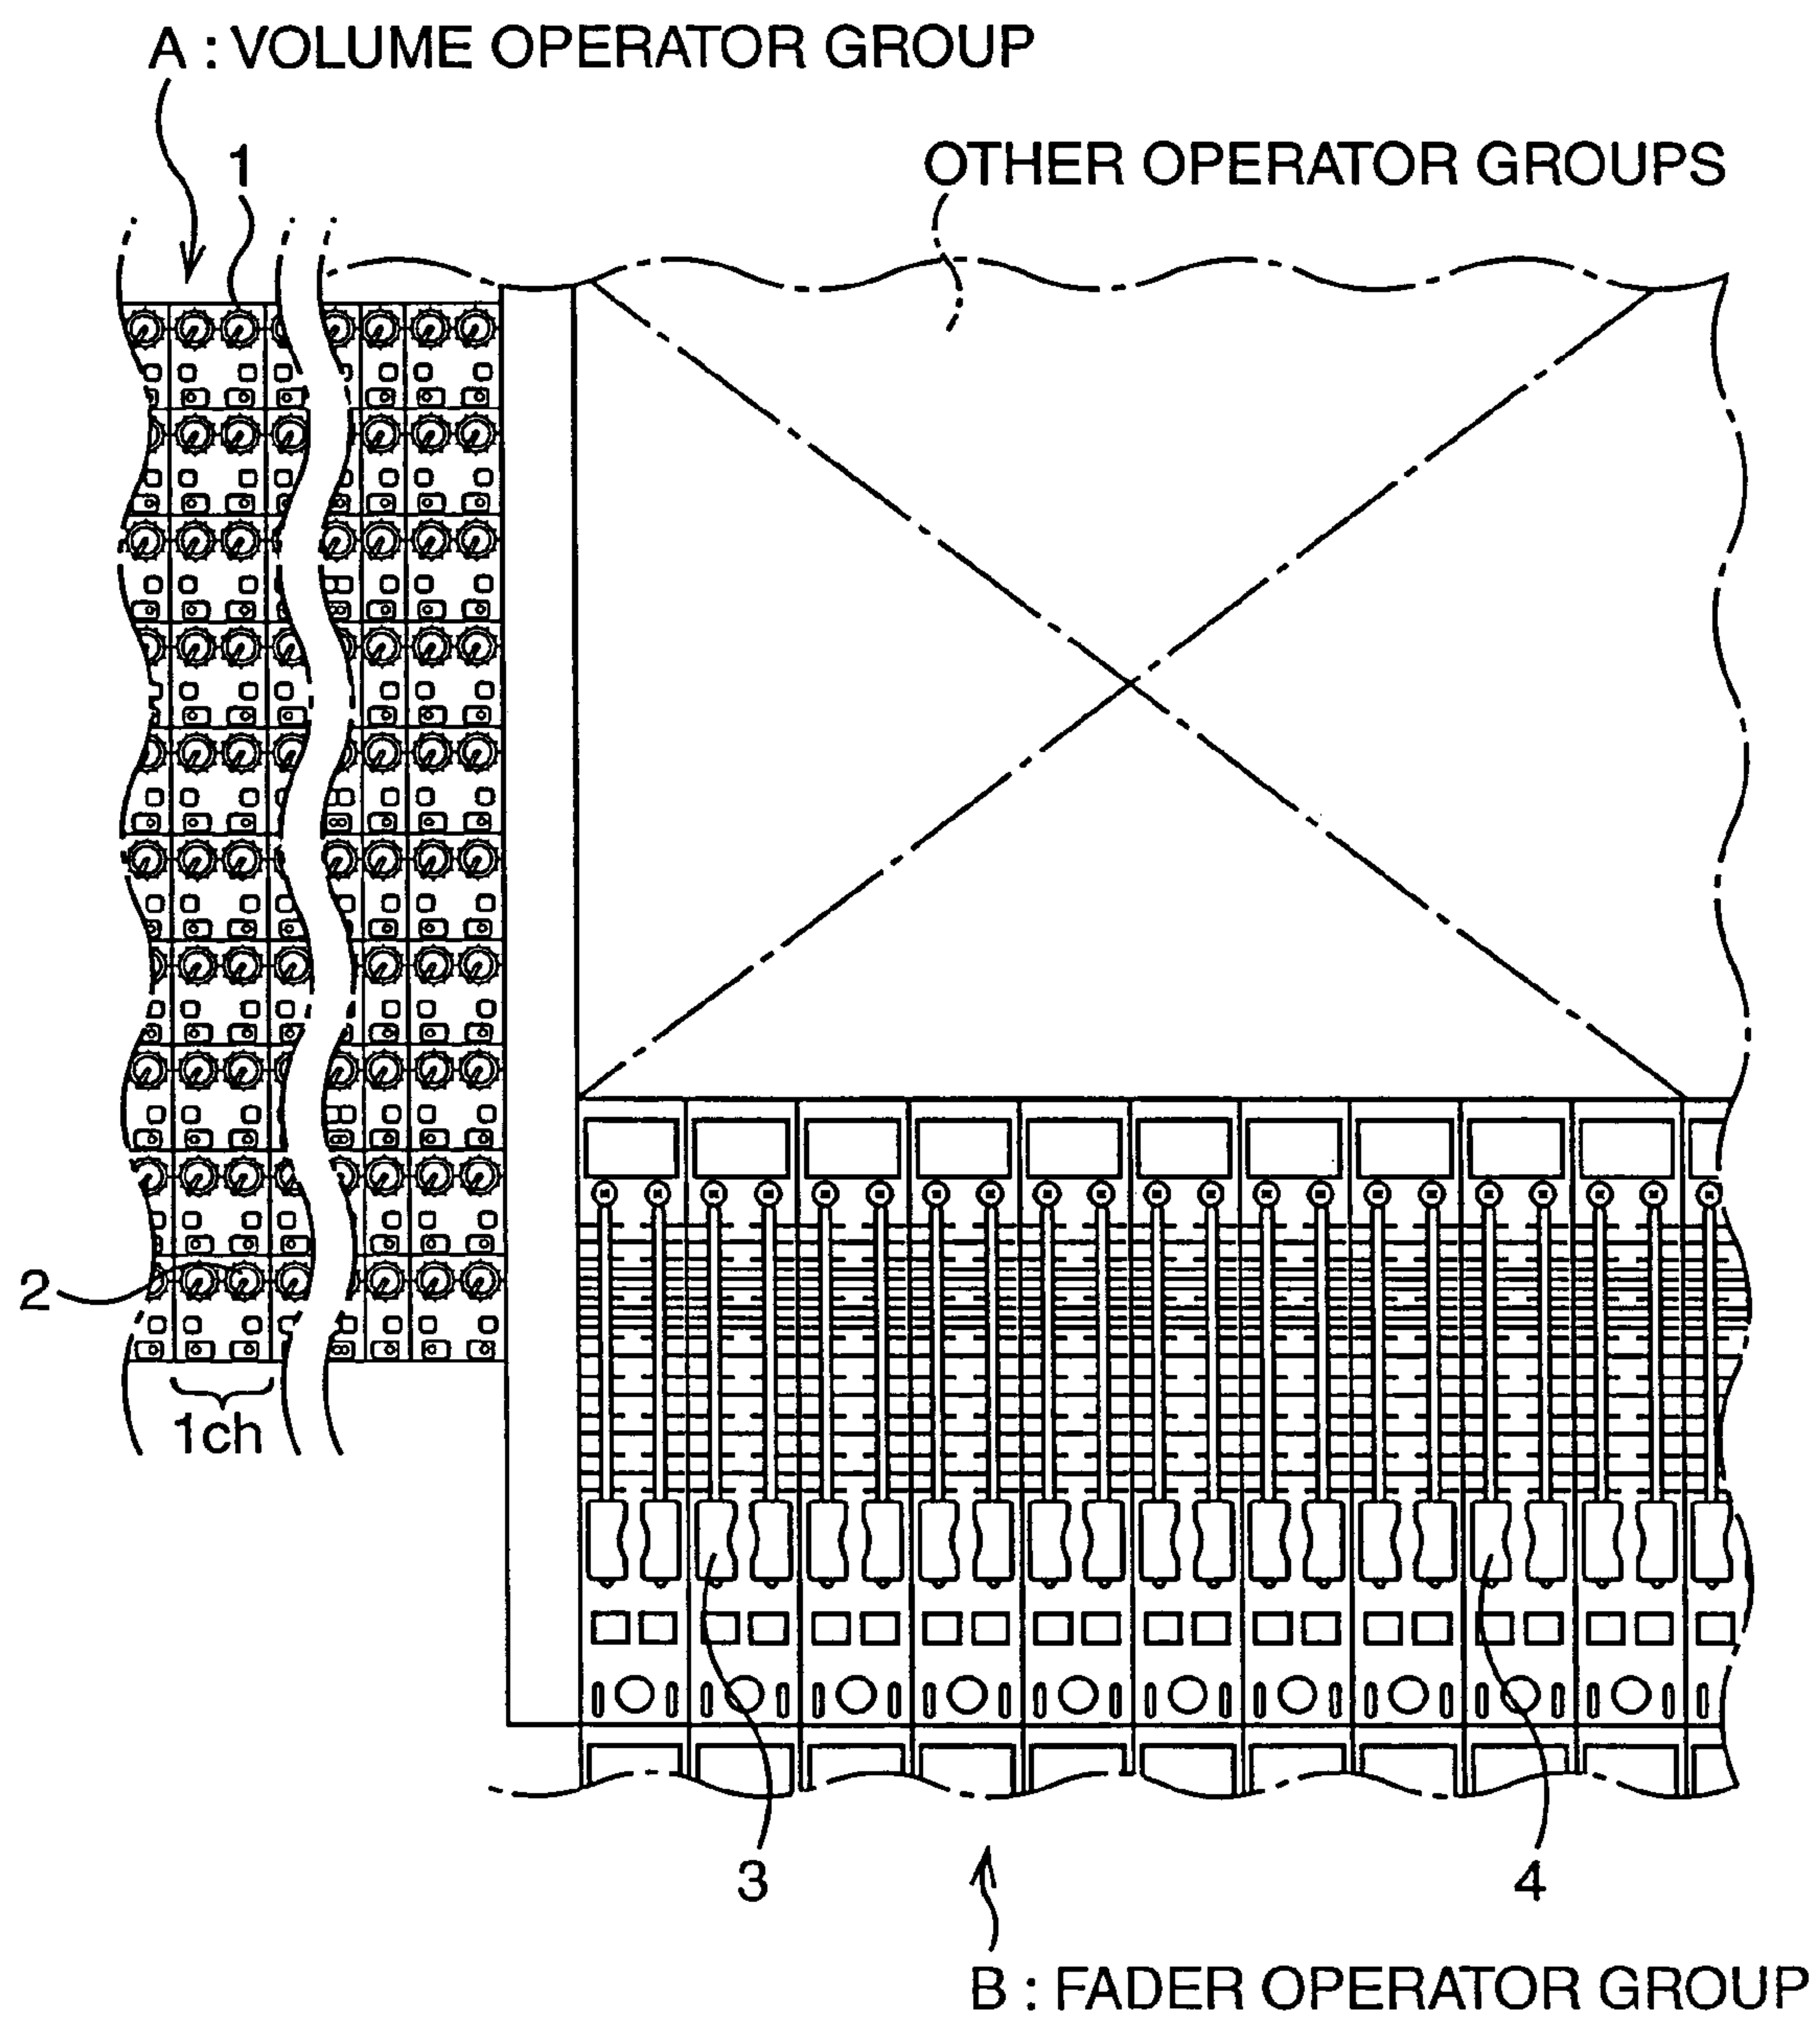 A : VOLUME OPERATOR GROUP
1
OTHER OPERATOR GROUPS
2
1ch
3
4
B : FADER OPERATOR GROUP